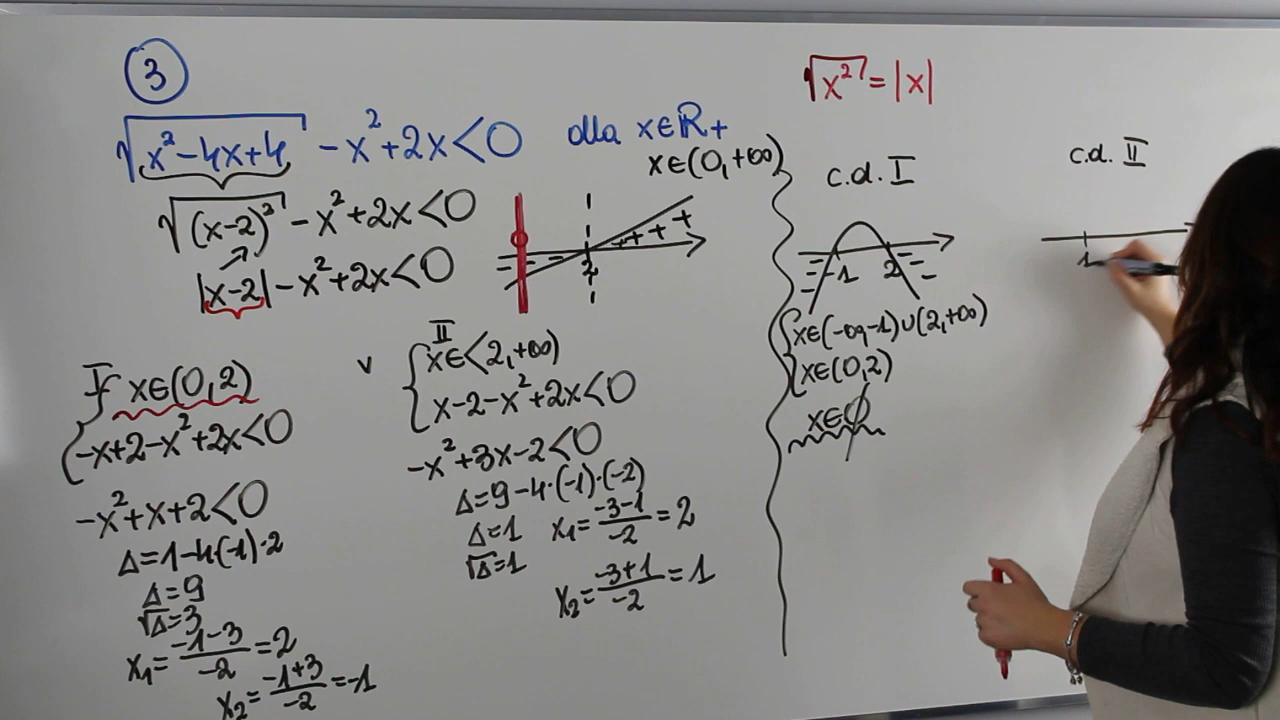 3
√x²-4x+4 - x²+2x<0 dla x∈R+
x∈(0,+∞)
√(x-2)² - x²+2x<0
|x-2| - x²+2x<0
2
I x∈(0,2)
-x+2-x²+2x<0
-x²+x+2<0
Δ=1-4(-1)·2
Δ=9
√Δ=3
x₁=(-1-3)/(-2)=2
x₂=(-1+3)/(-2)=-1
v
II
x∈<2,+∞)
x-2-x²+2x<0
-x²+3x-2<0
Δ=9-4·(-1)·(-2)
Δ=1
√Δ=1
x₁=(-3-1)/(-2)=2
x₂=(-3+1)/(-2)=1
√x²=|x|
c.d. I
-1 2
x∈(-∞,-1)∪(2,+∞)
x∈(0,2)
x∈∅
c.d. II
1